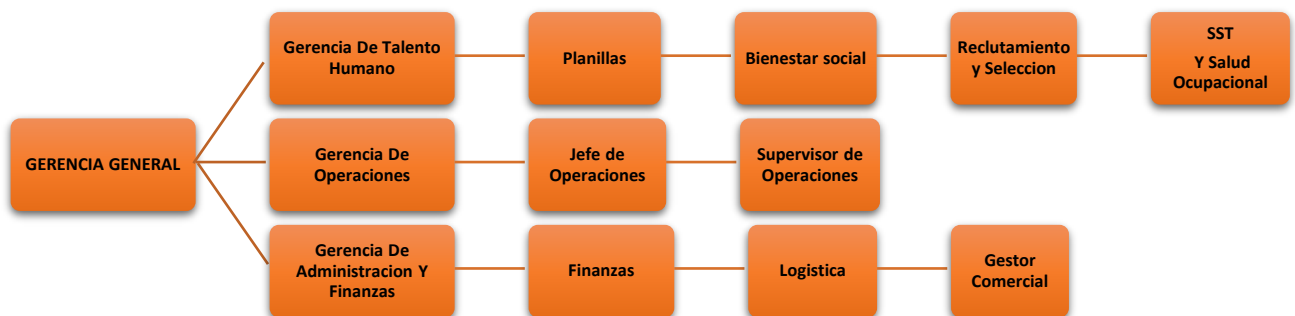 Gerencia De Talento
Humano
Planillas
Bienestar social
Reclutamiento
y Seleccion
SST
Y Salud
Ocupacional
GERENCIA GENERAL
Gerencia De
Operaciones
Jefe de
Operaciones
Supervisor de
Operaciones
Gerencia De
Administracion Y
Finanzas
Finanzas
Logistica
Gestor
Comercial